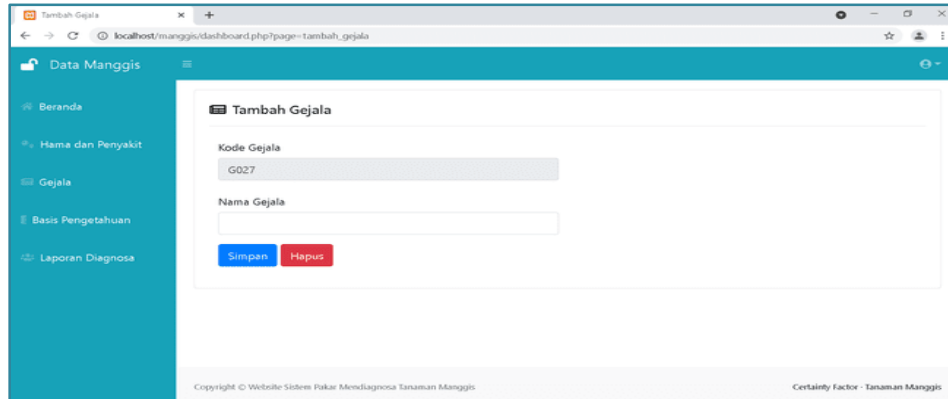 Tambah Gejala
localhost/manggis/dashboard.php?page=tambah_gejala
Data Manggis
Beranda
Hama dan Penyakit
Gejala
Basis Pengetahuan
Laporan Diagnosa
Tambah Gejala
Kode Gejala
G027
Nama Gejala
Simpan Hapus
Copyright © Website Sistem Pakar Mendiagnosa Tanaman Manggis
Certainty Factor - Tanaman Manggis